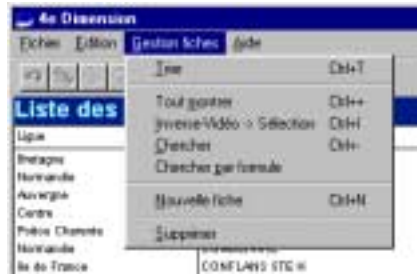 4e Dimension
Fichier Edition Gestion fiches Aide
Trier Ctrl+T
Liste des
Tout montrer Ctrl++
Ligue
Inverse-Vidéo -> Sélection Ctrl+I
Bretagne
Chercher Ctrl+-
Normandie
Chercher par formule
Auvergne
Centre
Nouvelle fiche Ctrl+N
Poitou Charente
Supprimer
Normandie
Ile de France CONFLANS STE H